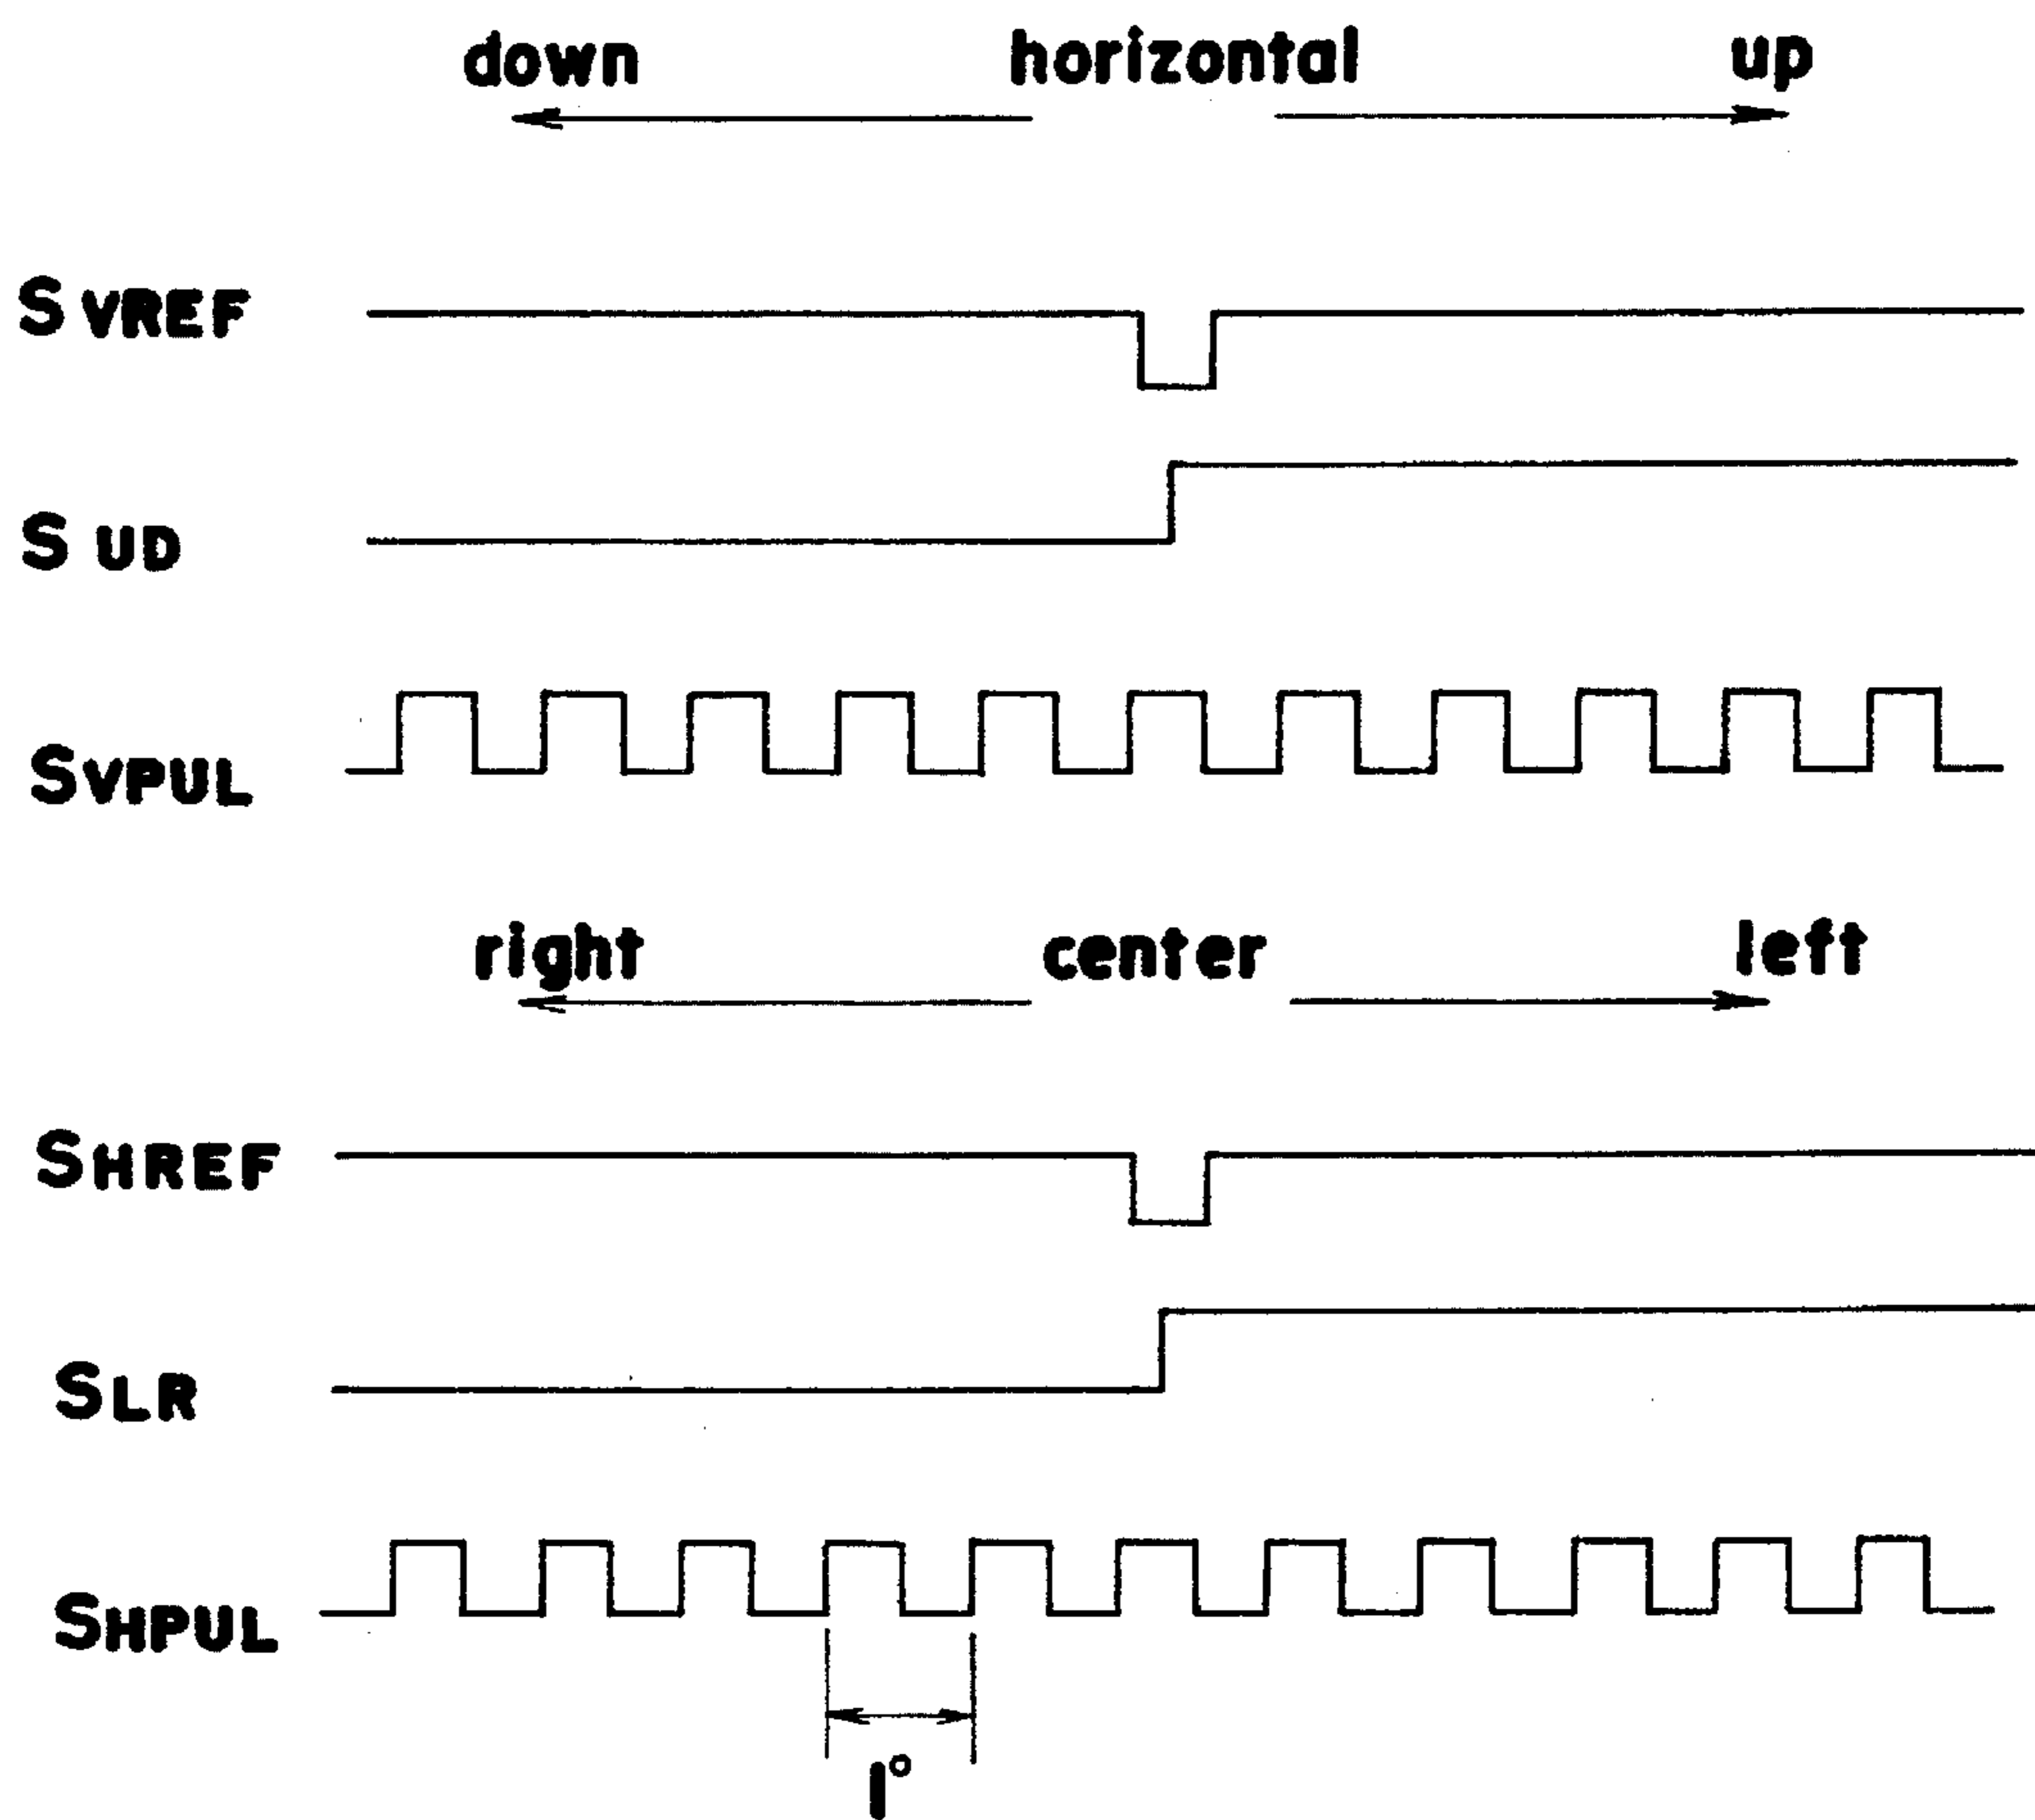 down horizontal up
SVREF
SUD
SVPUL
right center left
SHREF
SLR
SHPUL
1°